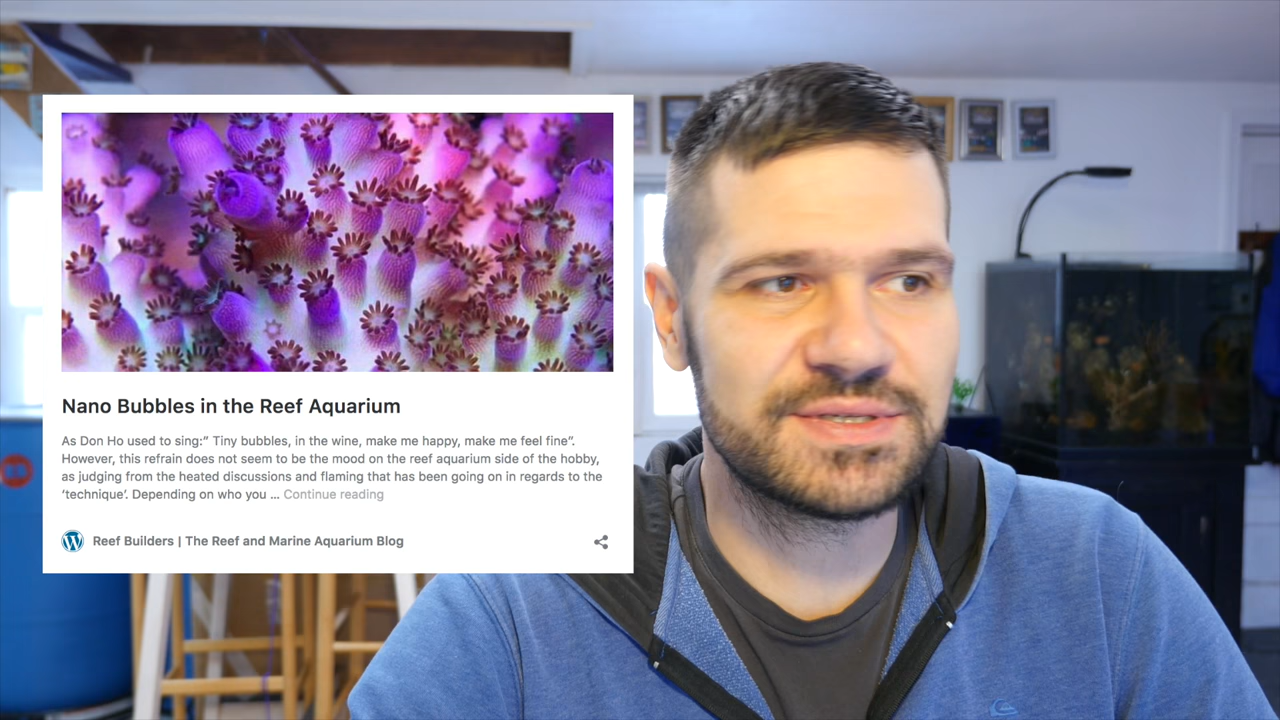 Nano Bubbles in the Reef Aquarium
As Don Ho used to sing:” Tiny bubbles, in the wine, make me happy, make me feel fine”.
However, this refrain does not seem to be the mood on the reef aquarium side of the hobby,
as judging from the heated discussions and flaming that has been going on in regards to the
‘technique’. Depending on who you ... Continue reading
Reef Builders | The Reef and Marine Aquarium Blog